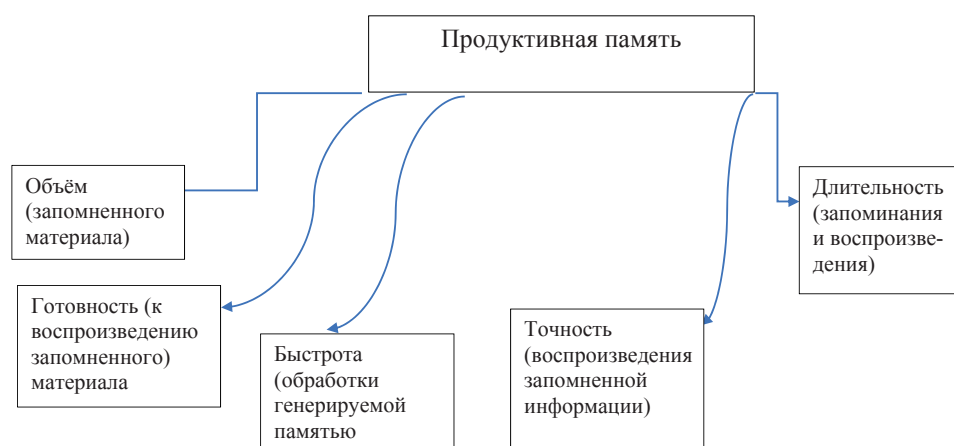 Продуктивная память
Объём
(запомненного
материала)
Длительность
(запоминания
и воспроизве-
дения)
Готовность (к
воспроизведению
запомненного)
материала
Быстрота
(обработки
генерируемой
памятью
Точность
(воспроизведения
запомненной
информации)